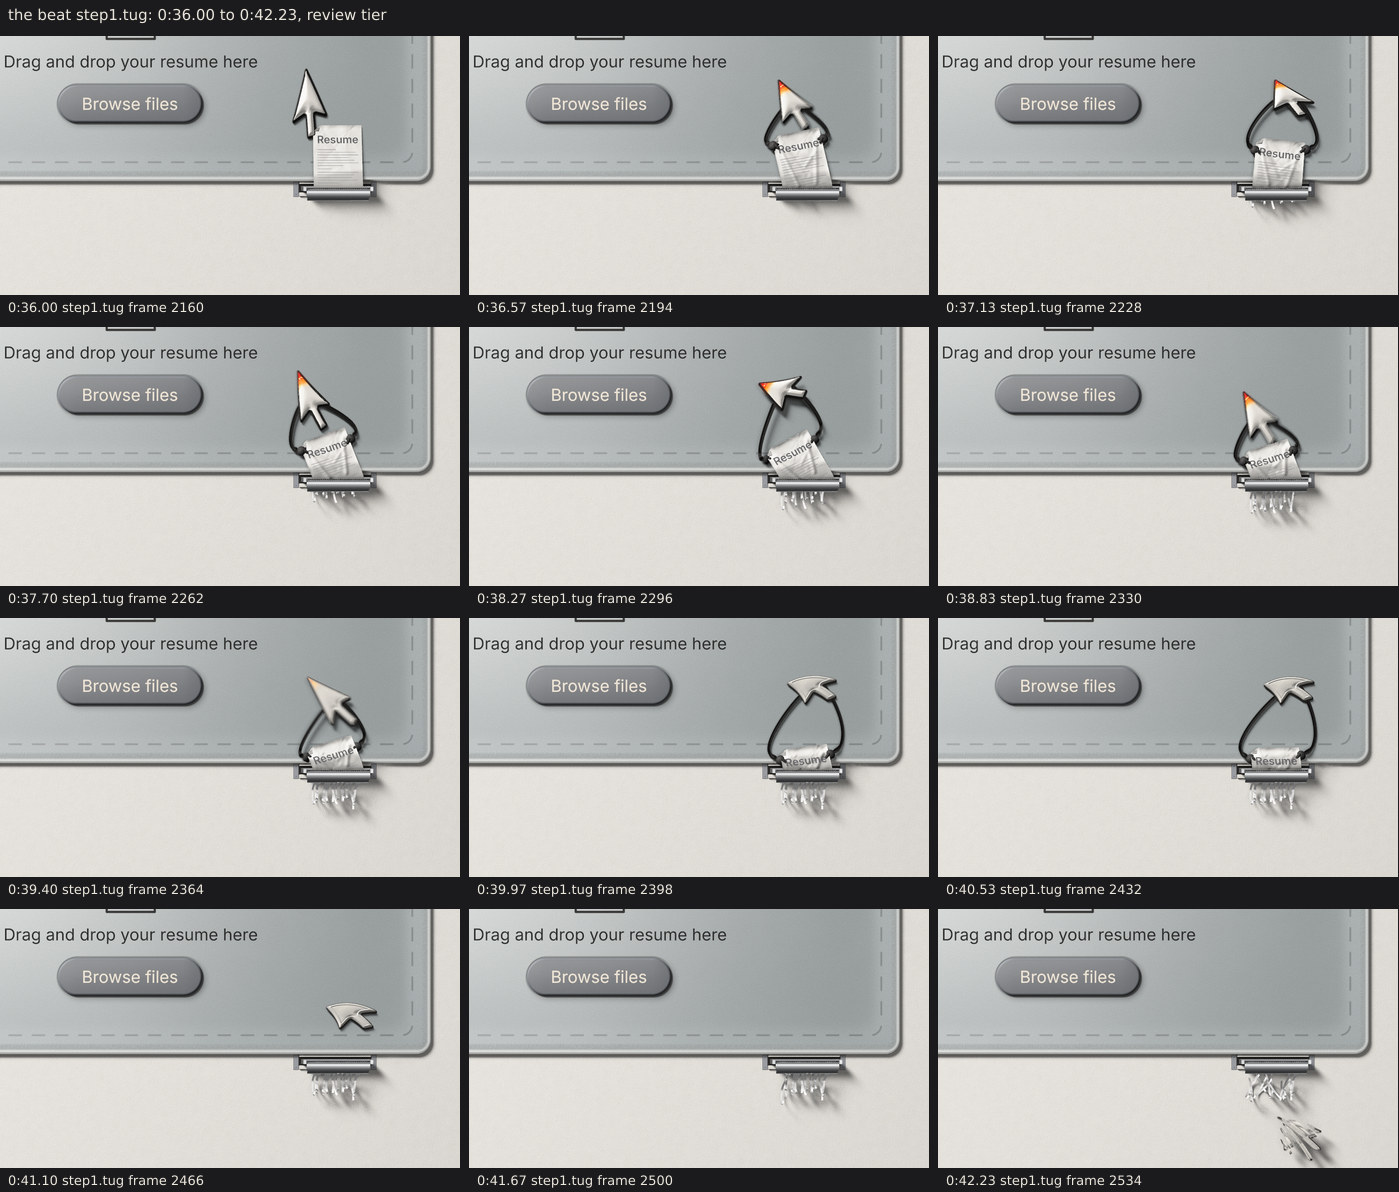 the beat step1.tug: 0:36.00 to 0:42.23, review tier
Drag and drop your resume here
Browse files
Resume
0:36.00 step1.tug frame 2160
Drag and drop your resume here
Browse files
Resume
0:36.57 step1.tug frame 2194
Drag and drop your resume here
Browse files
Resume
0:37.13 step1.tug frame 2228
Drag and drop your resume here
Browse files
Resume
0:37.70 step1.tug frame 2262
Drag and drop your resume here
Browse files
Resume
0:38.27 step1.tug frame 2296
Drag and drop your resume here
Browse files
Resume
0:38.83 step1.tug frame 2330
Drag and drop your resume here
Browse files
Resume
0:39.40 step1.tug frame 2364
Drag and drop your resume here
Browse files
Resume
0:39.97 step1.tug frame 2398
Drag and drop your resume here
Browse files
Resume
0:40.53 step1.tug frame 2432
Drag and drop your resume here
Browse files
0:41.10 step1.tug frame 2466
Drag and drop your resume here
Browse files
0:41.67 step1.tug frame 2500
Drag and drop your resume here
Browse files
0:42.23 step1.tug frame 2534